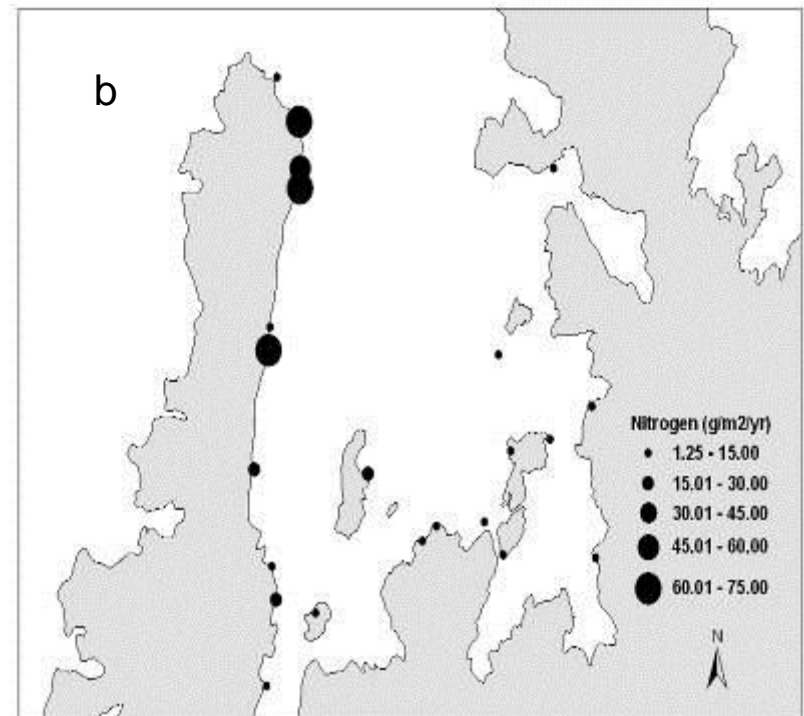 b
Nitrogen (g/m2/yr)
1.25 - 15.00
15.01 - 30.00
30.01 - 45.00
45.01 - 60.00
60.01 - 75.00
N